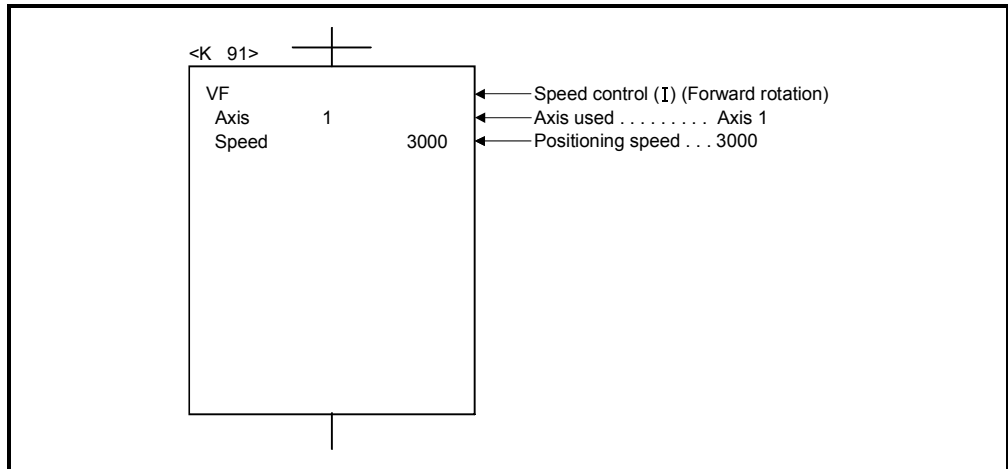 <K 91>
VF Speed control (I) (Forward rotation)
Axis 1 Axis used . . . . . . . . . Axis 1
Speed 3000 Positioning speed . . . 3000